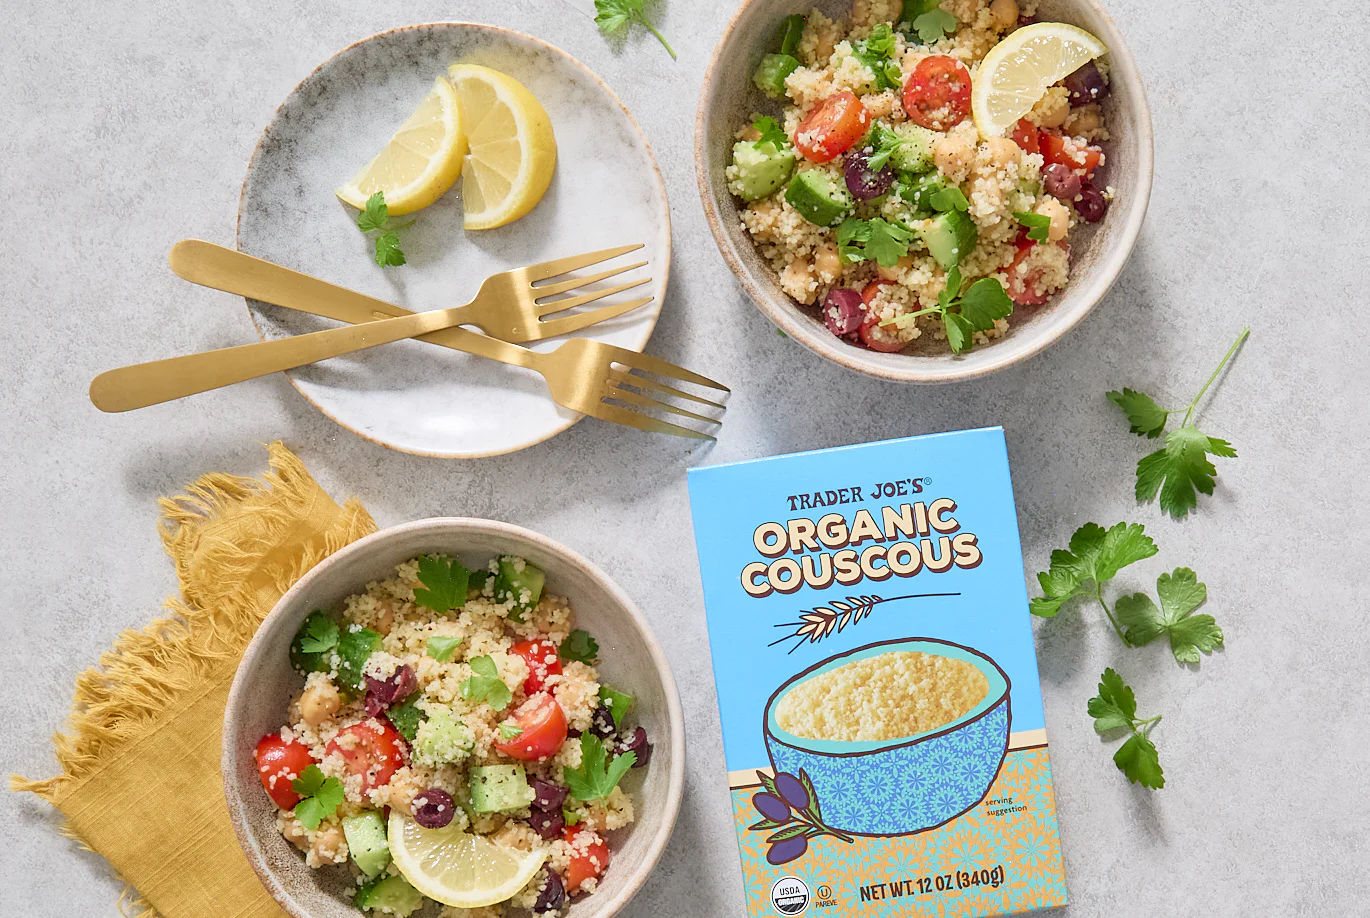 TRADER JOE'S®
ORGANIC
COUSCOUS
serving
suggestion
USDA
ORGANIC
U
PAREVE
NET WT. 12 OZ (340g)